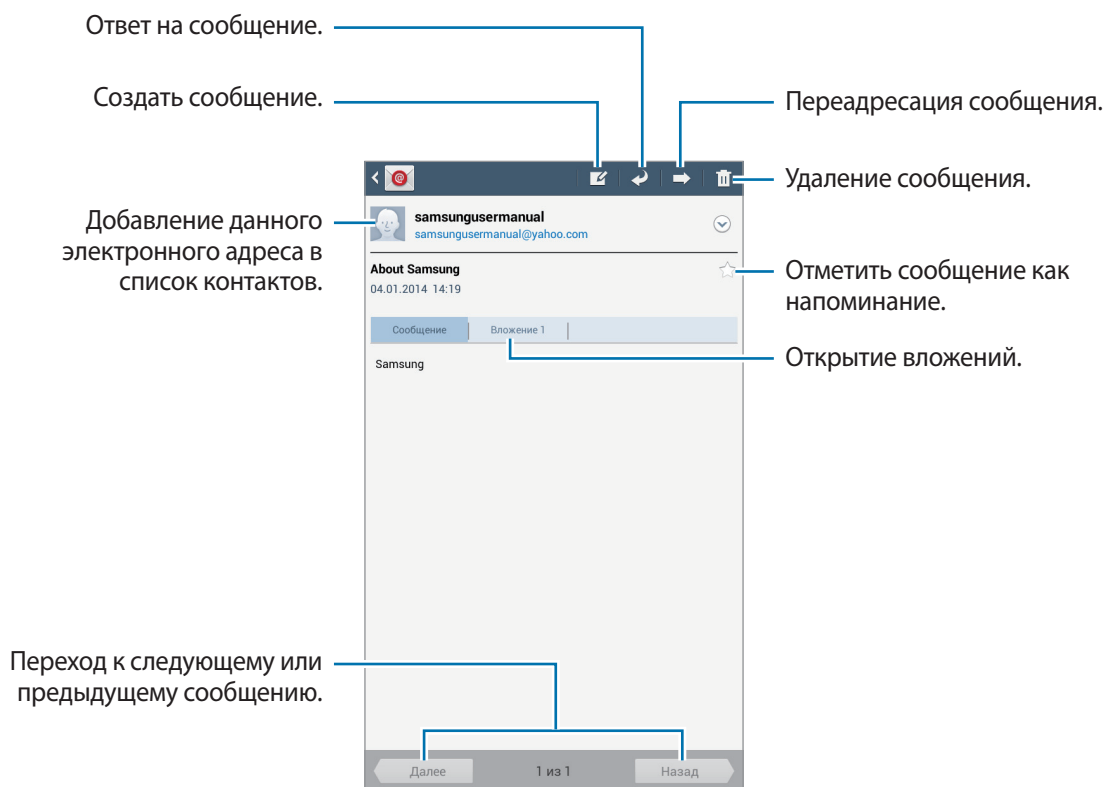 Ответ на сообщение.
Создать сообщение.
Переадресация сообщения.
Удаление сообщения.
Добавление данного
электронного адреса в
список контактов.
samsungusermanual
samsungusermanual@yahoo.com
About Samsung
04.01.2014 14:19
Отметить сообщение как
напоминание.
Сообщение
Вложение 1
Открытие вложений.
Samsung
Переход к следующему или
предыдущему сообщению.
Далее
1 из 1
Назад